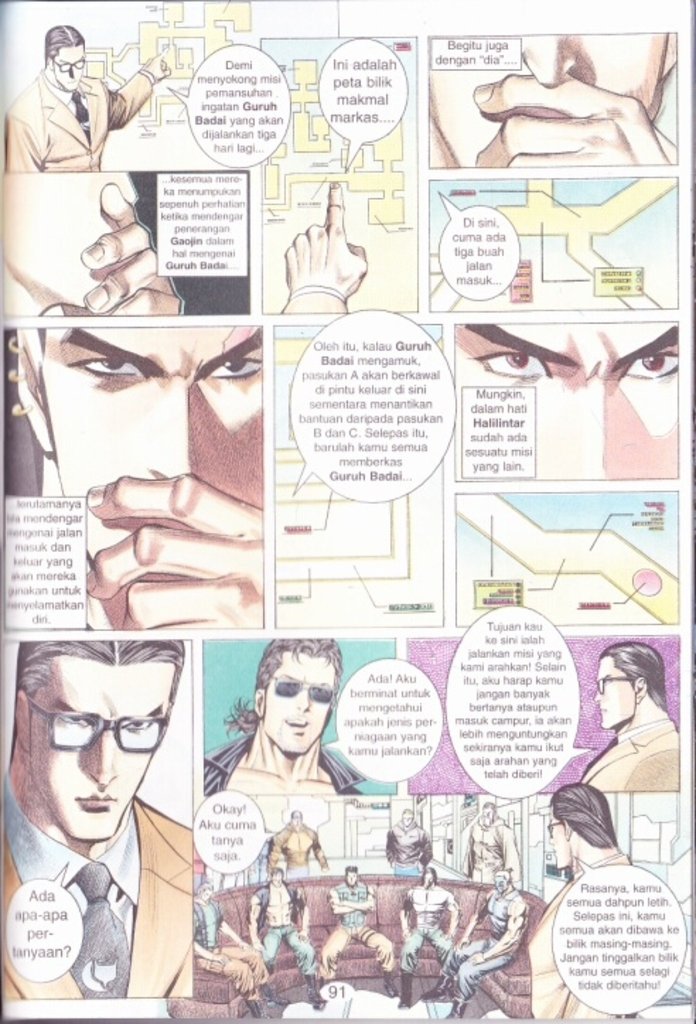 Demi
menyokong misi
pemansuhan
ingatan Guruh
Badai yang akan
dijalankan tiga
hari lagi...
Ini adalah
peta bilik
makmal
markas....
...kesemua mere-
ka menumpukan
sepenuh perhatian
ketika mendengar
penerangan
Gaojin dalam
hal mengenai
Guruh Badai...
Begitu juga
dengan "dia"....
Di sini,
cuma ada
tiga buah
jalan
masuk...
terutamanya
bila mendengar
mengenai jalan
masuk dan
keluar yang
akan mereka
gunakan untuk
menyelamatkan
diri.
Oleh itu, kalau Guruh
Badai mengamuk,
pasukan A akan berkawal
di pintu keluar di sini
sementara menantikan
bantuan daripada pasukan
B dan C. Selepas itu,
barulah kamu semua
memberkas
Guruh Badai...
Mungkin,
dalam hati
Halilintar
sudah ada
sesuatu misi
yang lain.
Ada
apa-apa
per-
tanyaan?
Ada! Aku
berminat untuk
mengetahui
apakah jenis per-
niagaan yang
kamu jalankan?
Tujuan kau
ke sini ialah
jalankan misi yang
kami arahkan! Selain
itu, aku harap kamu
jangan banyak
bertanya ataupun
masuk campur, ia akan
lebih menguntungkan
sekiranya kamu ikut
saja arahan yang
telah diberi!
Okay!
Aku cuma
tanya
saja.
Rasanya, kamu
semua dah letih.
Selepas ini, kamu
semua akan dibawa ke
bilik masing-masing.
Jangan tinggalkan bilik
kamu semua selagi
tidak diberitahu!
91